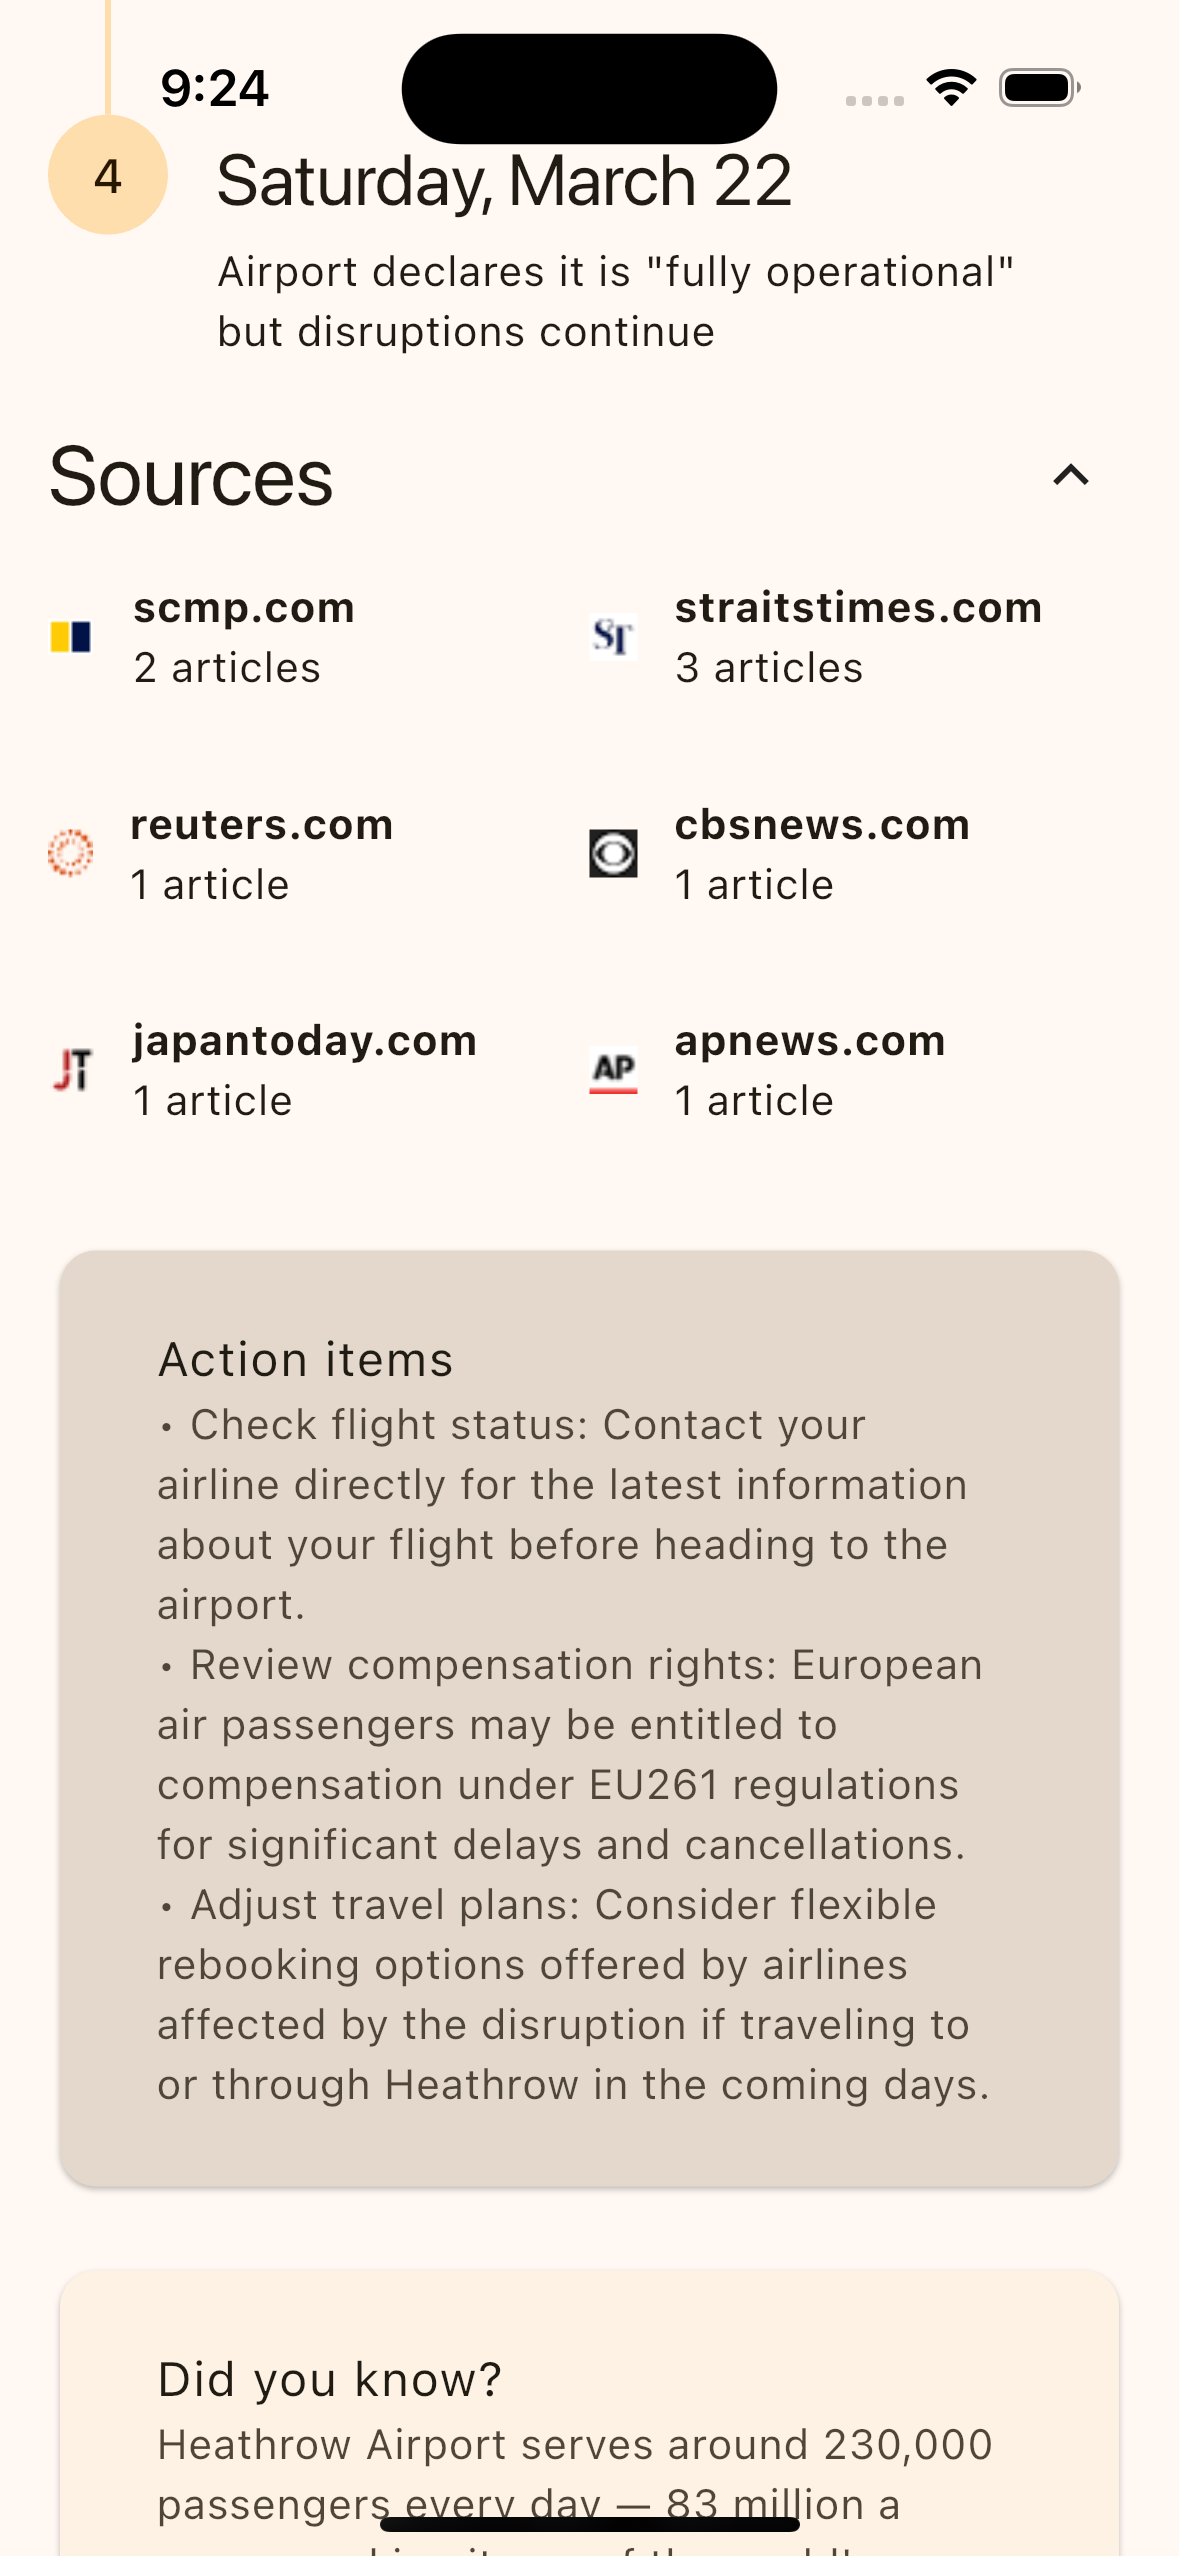 9:24
4
Saturday, March 22
Airport declares it is "fully operational"
but disruptions continue
Sources
scmp.com
2 articles
ST
straitstimes.com
3 articles
reuters.com
1 article
cbsnews.com
1 article
JT
japantoday.com
1 article
AP
apnews.com
1 article
Action items
• Check flight status: Contact your
airline directly for the latest information
about your flight before heading to the
airport.
• Review compensation rights: European
air passengers may be entitled to
compensation under EU261 regulations
for significant delays and cancellations.
• Adjust travel plans: Consider flexible
rebooking options offered by airlines
affected by the disruption if traveling to
or through Heathrow in the coming days.
Did you know?
Heathrow Airport serves around 230,000
passengers every day — 83 million a